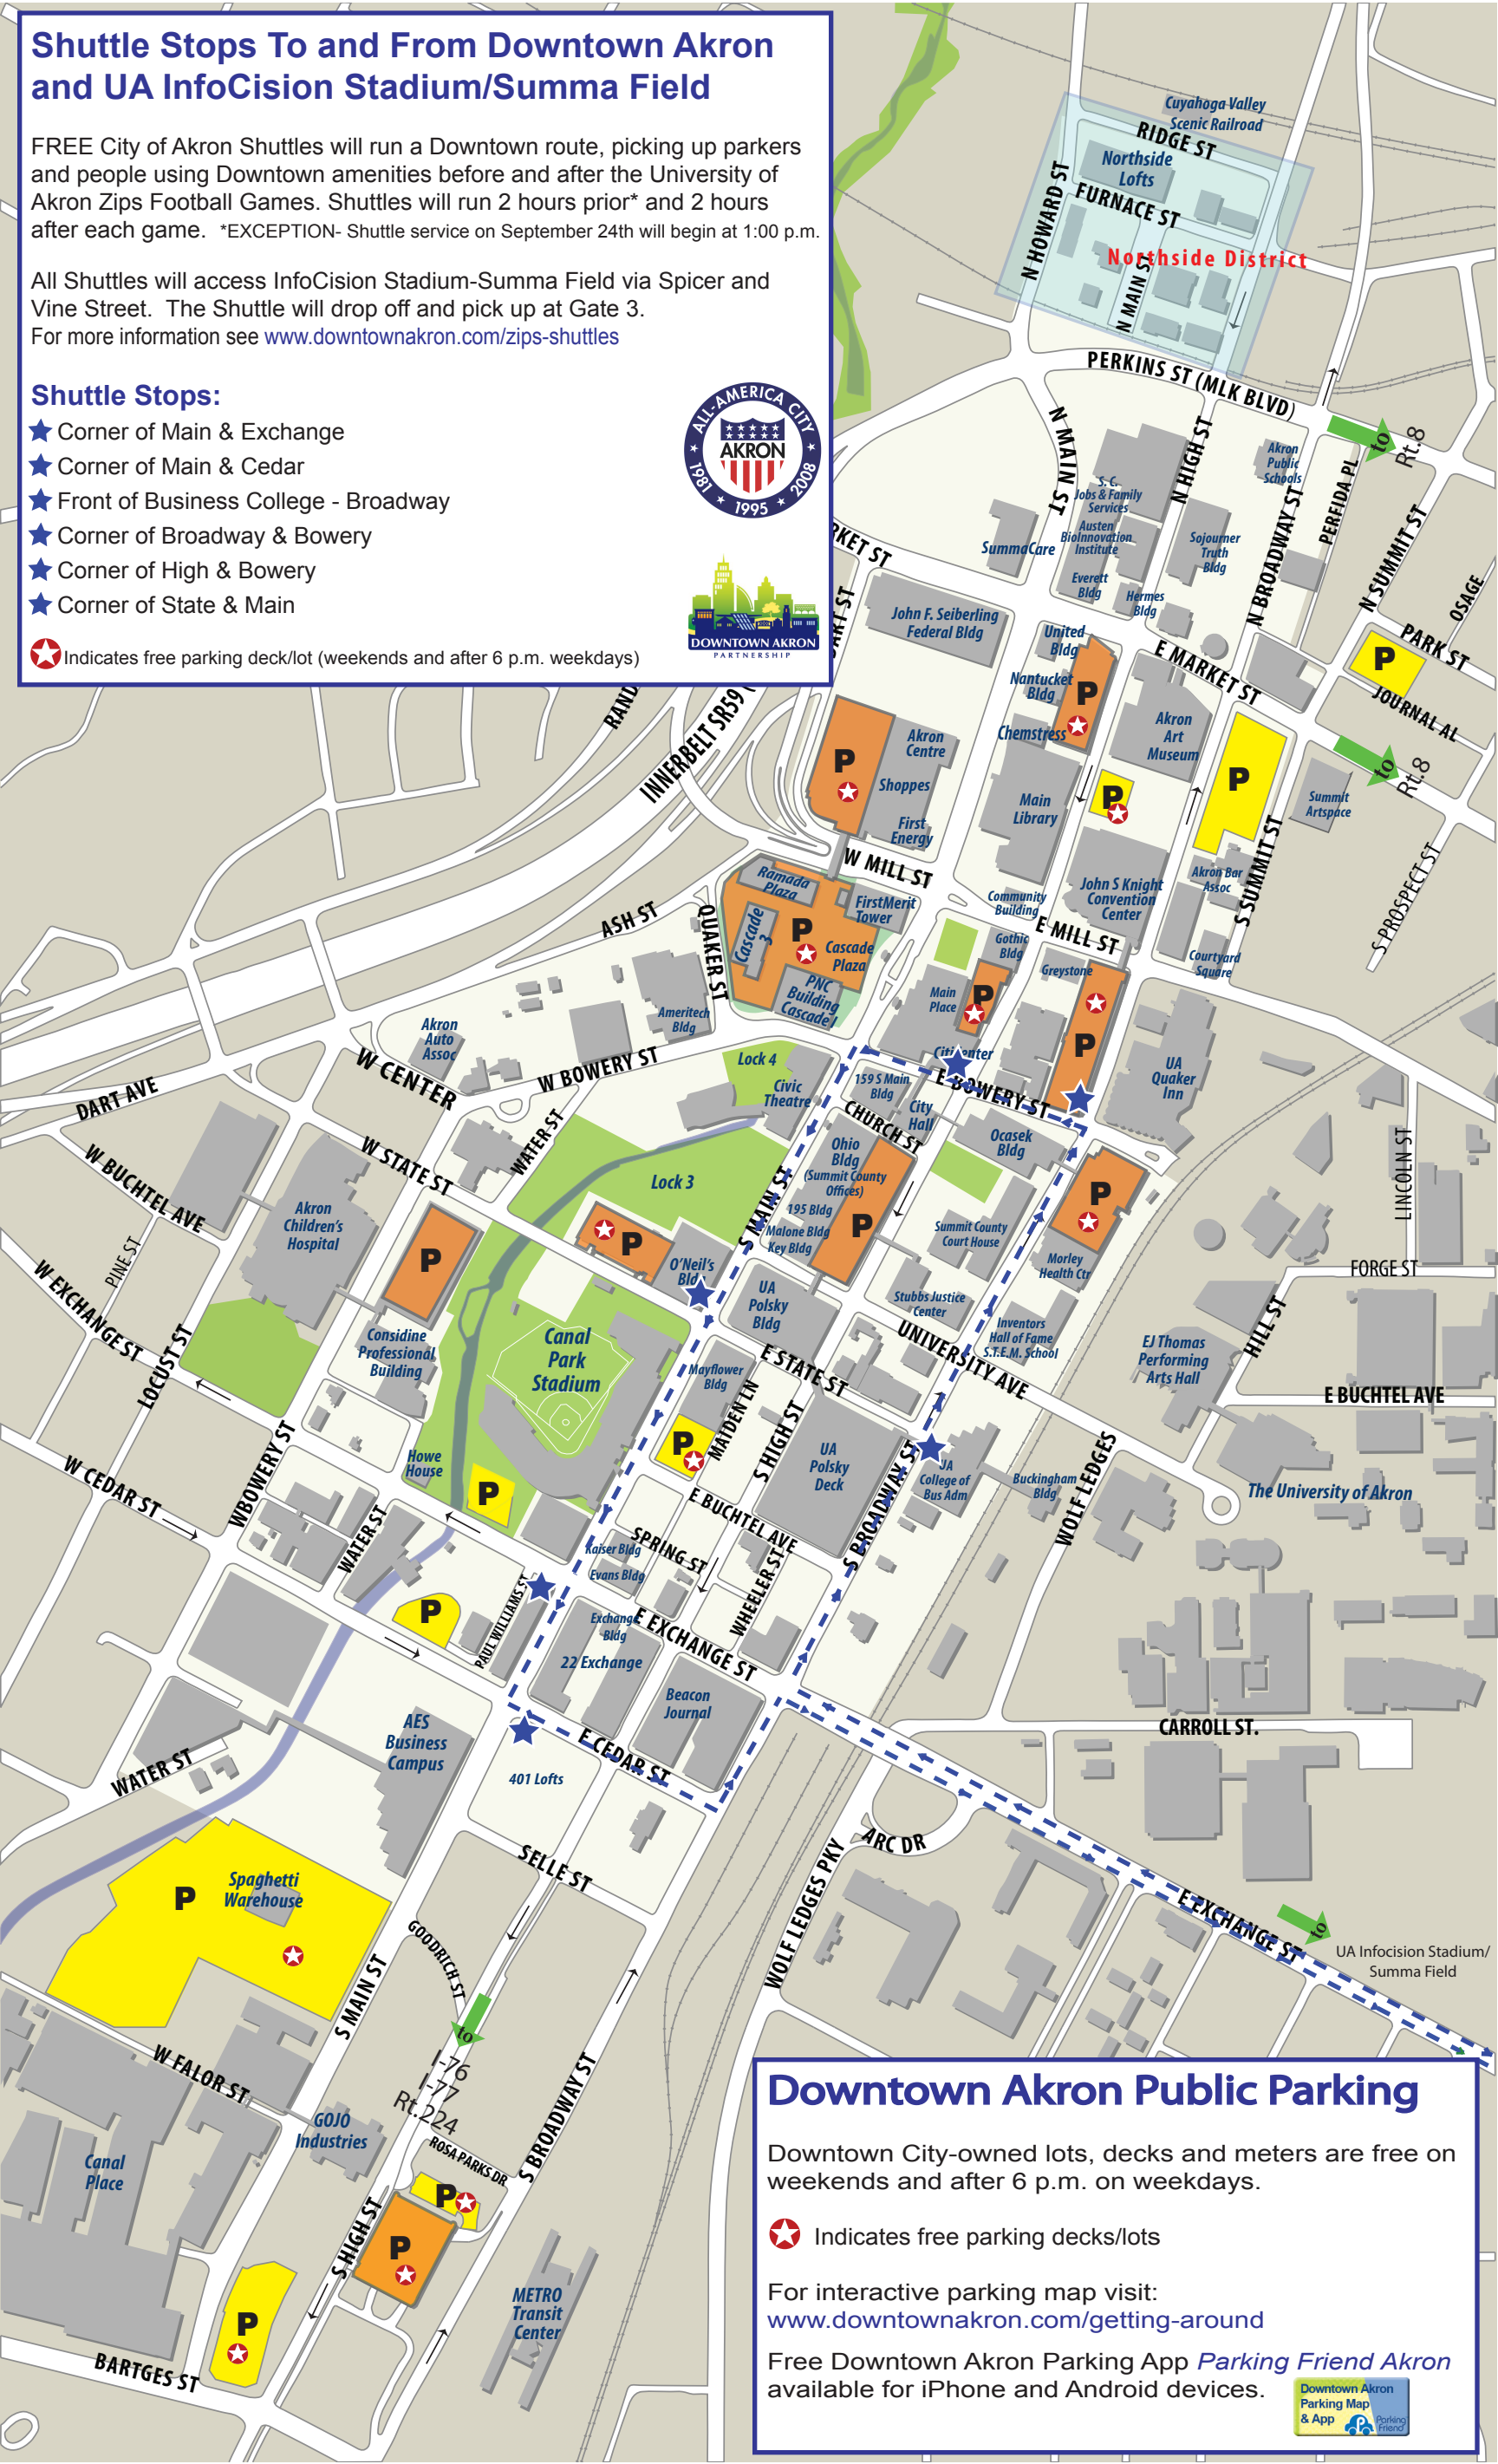 Shuttle Stops To and From Downtown Akron
and UA InfoCision Stadium/Summa Field
FREE City of Akron Shuttles will run a Downtown route, picking up parkers
and people using Downtown amenities before and after the University of
Akron Zips Football Games. Shuttles will run 2 hours prior* and 2 hours
after each game. *EXCEPTION- Shuttle service on September 24th will begin at 1:00 p.m.
All Shuttles will access InfoCision Stadium-Summa Field via Spicer and
Vine Street. The Shuttle will drop off and pick up at Gate 3.
For more information see www.downtownakron.com/zips-shuttles
Shuttle Stops:
Corner of Main & Exchange
Corner of Main & Cedar
Front of Business College - Broadway
Corner of Broadway & Bowery
Corner of High & Bowery
Corner of State & Main
Indicates free parking deck/lot (weekends and after 6 p.m. weekdays)
ALL-AMERICA CITY
AKRON
1981 1995 2008
DOWNTOWN AKRON
PARTNERSHIP
Cuyahoga Valley
Scenic Railroad
RIDGE ST
Northside
Lofts
N HOWARD ST
FURNACE ST
Northside District
N MAIN ST
PERKINS ST (MLK BLVD)
to
Rt.8
N MAIN ST
N HIGH ST
Akron
Public
Schools
N BROADWAY ST
PERFIDA PL
N SUMMIT ST
OSAGE
S. C.
Jobs & Family
Services
Austen
BioInnovation
Institute
SummaCare
Sojourner
Truth
Bldg
Everett
Bldg
Hermes
Bldg
RKET ST
ART ST
John F. Seiberling
Federal Bldg
United
Bldg
E MARKET ST
PARK ST
P
JOURNAL AL
Nantucket
Bldg
P
Chemstress
Akron
Art
Museum
RAND
INNERBELT SR59
P
Akron
Centre
Shoppes
First
Energy
Main
Library
P
P
to
Rt.8
Summit
Artspace
W MILL ST
Ramada
Plaza
FirstMerit
Tower
Cascade
3
P
Cascade
Plaza
PNC
Building
Cascade I
Community
Building
John S Knight
Convention
Center
Akron Bar
Assoc
S SUMMIT ST
S PROSPECT ST
ASH ST
QUAKER ST
E MILL ST
Gothic
Bldg
Greystone
Courtyard
Square
Main
Place
P
P
Ameritech
Bldg
Akron
Auto
Assoc
W CENTER
W BOWERY ST
Lock 4
Civic
Theatre
Citicenter
E BOWERY ST
159 S Main
Bldg
City
Hall
CHURCH ST
UA
Quaker
Inn
DART AVE
WATER ST
W STATE ST
W BUCHTEL AVE
Lock 3
Ohio
Bldg
(Summit County
Offices)
195 Bldg
Malone Bldg
Key Bldg
P
Ocasek
Bldg
P
LINCOLN ST
Akron
Children's
Hospital
PINE ST
P
P
O'Neil's
Bldg
S MAIN ST
Summit County
Court House
Morley
Health Ctr
FORGE ST
W EXCHANGE ST
LOCUST ST
Considine
Professional
Building
Canal
Park
Stadium
UA
Polsky
Bldg
Stubbs Justice
Center
UNIVERSITY AVE
Inventors
Hall of Fame
S.T.E.M. School
EJ Thomas
Performing
Arts Hall
HILL ST
E BUCHTEL AVE
Mayflower
Bldg
E STATE ST
MAIDEN LN
P
S HIGH ST
UA
Polsky
Deck
S BROADWAY ST
UA
College of
Bus Adm
Buckingham
Bldg
WOLF LEDGES
The University of Akron
Howe
House
P
W CEDAR ST
WBOWERY ST
WATER ST
E BUCHTEL AVE
SPRING ST
Kaiser Bldg
Evans Bldg
WHEELER ST
PAUL WILLIAMS ST
P
Exchange
Bldg
E EXCHANGE ST
22 Exchange
Beacon
Journal
AES
Business
Campus
E CEDAR ST
401 Lofts
CARROLL ST.
WATER ST
SELLE ST
ARC DR
WOLF LEDGES PKY
P
Spaghetti
Warehouse
E EXCHANGE ST
to
UA Infocision Stadium/
Summa Field
GOODRICH ST
S MAIN ST
to
I-76
I-77
Rt.224
W FALOR ST
GOJO
Industries
S BROADWAY ST
ROSA PARKS DR
Canal
Place
P
P
S HIGH ST
P
METRO
Transit
Center
BARTGES ST
Downtown Akron Public Parking
Downtown City-owned lots, decks and meters are free on
weekends and after 6 p.m. on weekdays.
Indicates free parking decks/lots
For interactive parking map visit:
www.downtownakron.com/getting-around
Free Downtown Akron Parking App Parking Friend Akron
available for iPhone and Android devices.
Downtown Akron
Parking Map
& App
P
Parking
Friend